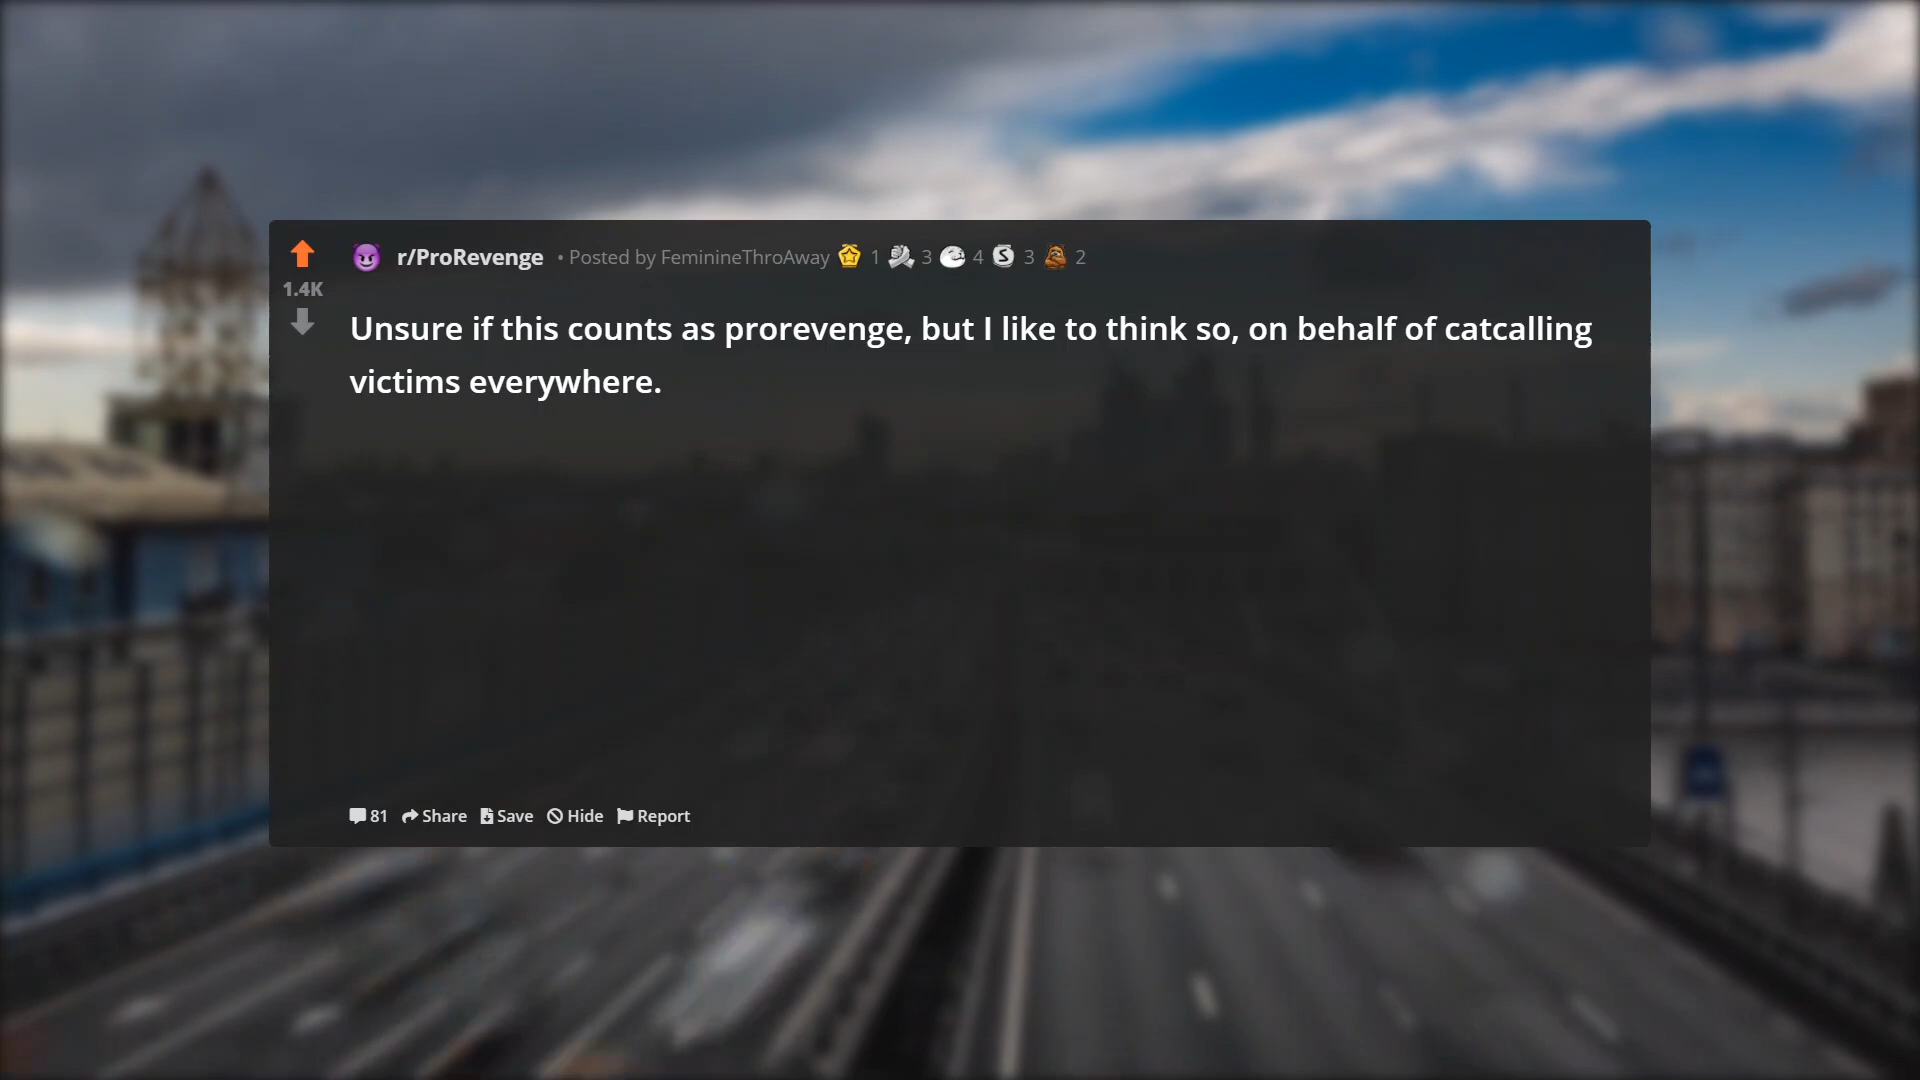 r/ProRevenge • Posted by FeminineThroAway 1 3 4 S 3 2
1.4K
Unsure if this counts as prorevenge, but I like to think so, on behalf of catcalling
victims everywhere.
81 Share Save Hide Report